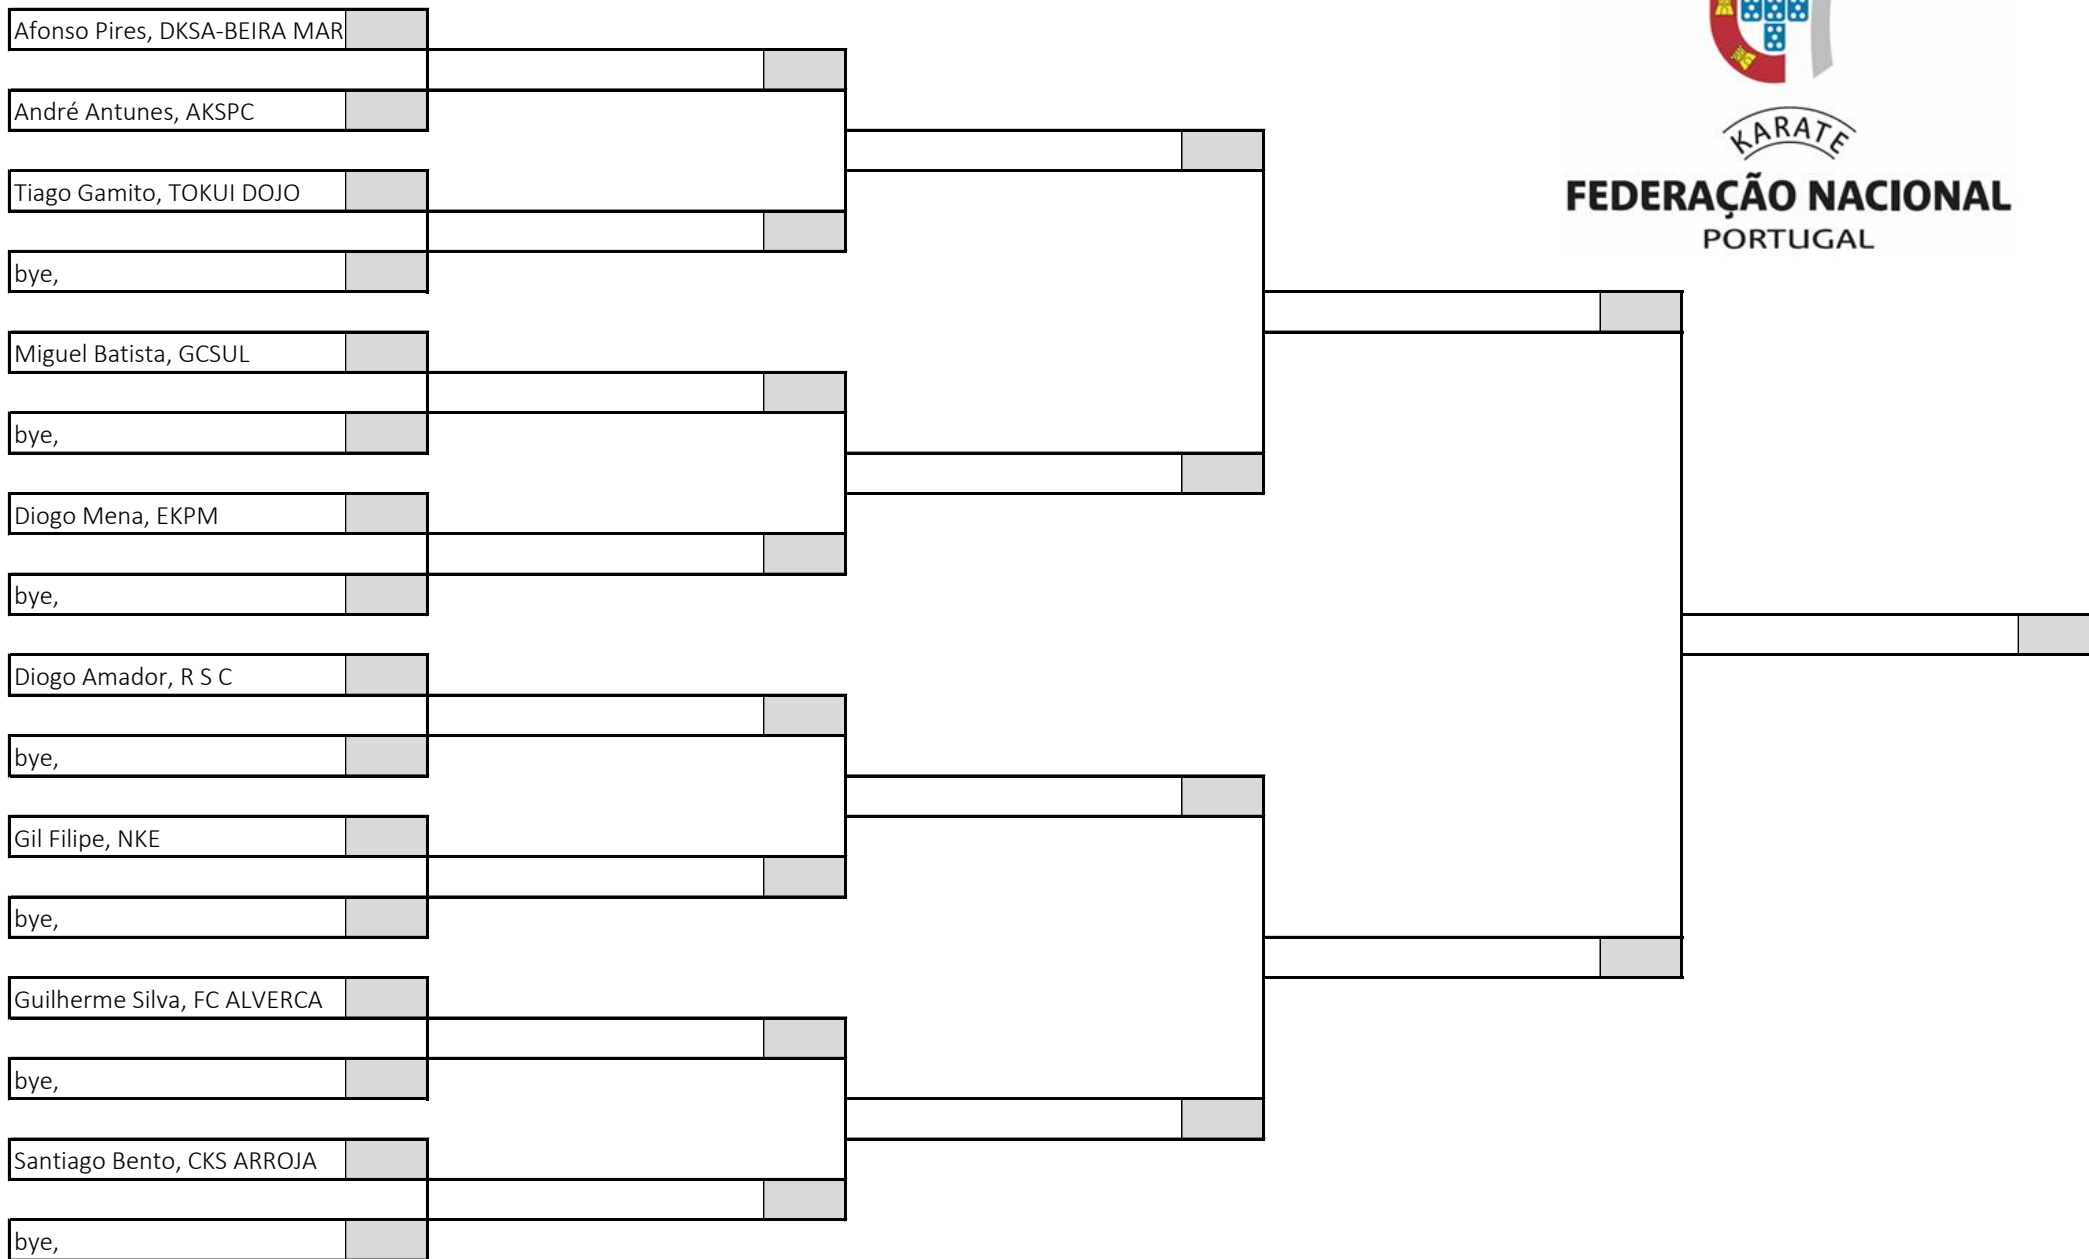 Afonso Pires, DKSA-BEIRA MAR
André Antunes, AKSPC
KARATE
Tiago Gamito, TOKUI DOJO
FEDERAÇÃO NACIONAL
PORTUGAL
bye,
Miguel Batista, GCSUL
bye,
Diogo Mena, EKPM
bye,
Diogo Amador, R S C
bye,
Gil Filipe, NKE
bye,
Guilherme Silva, FC ALVERCA
bye,
Santiago Bento, CKS ARROJA
bye,